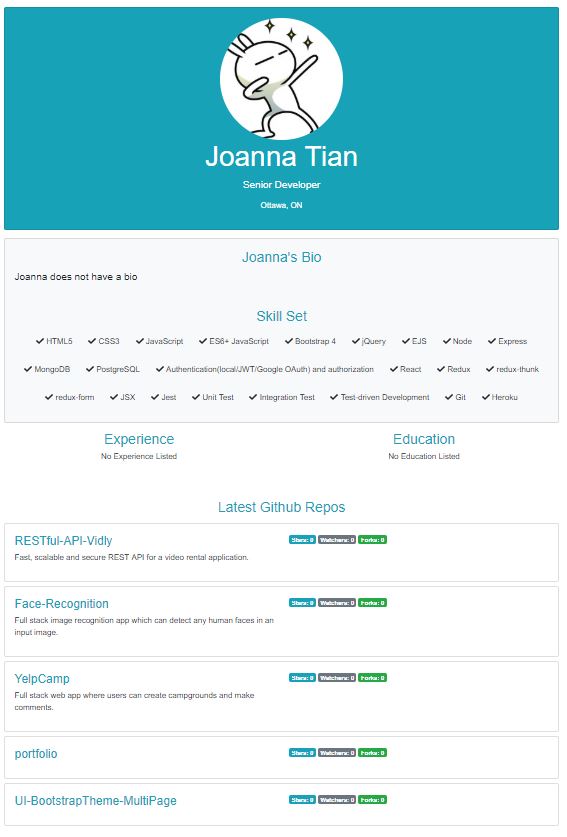 Joanna Tian
Senior Developer
Ottawa, ON
Joanna's Bio
Joanna does not have a bio
Skill Set
HTML5 CSS3 JavaScript ES6+ JavaScript Bootstrap 4 jQuery EJS Node Express
MongoDB PostgreSQL Authentication(local/JWT/Google OAuth) and authorization React Redux redux-thunk
redux-form JSX Jest Unit Test Integration Test Test-driven Development Git Heroku
Experience
No Experience Listed
Education
No Education Listed
Latest Github Repos
RESTful-API-Vidly
Fast, scalable and secure REST API for a video rental application.
Stars: 0 Watchers: 0 Forks: 0
Face-Recognition
Full stack image recognition app which can detect any human faces in an
input image.
Stars: 0 Watchers: 0 Forks: 0
YelpCamp
Full stack web app where users can create campgrounds and make
comments.
Stars: 0 Watchers: 0 Forks: 0
portfolio
Stars: 0 Watchers: 0 Forks: 0
UI-BootstrapTheme-MultiPage
Stars: 0 Watchers: 0 Forks: 0